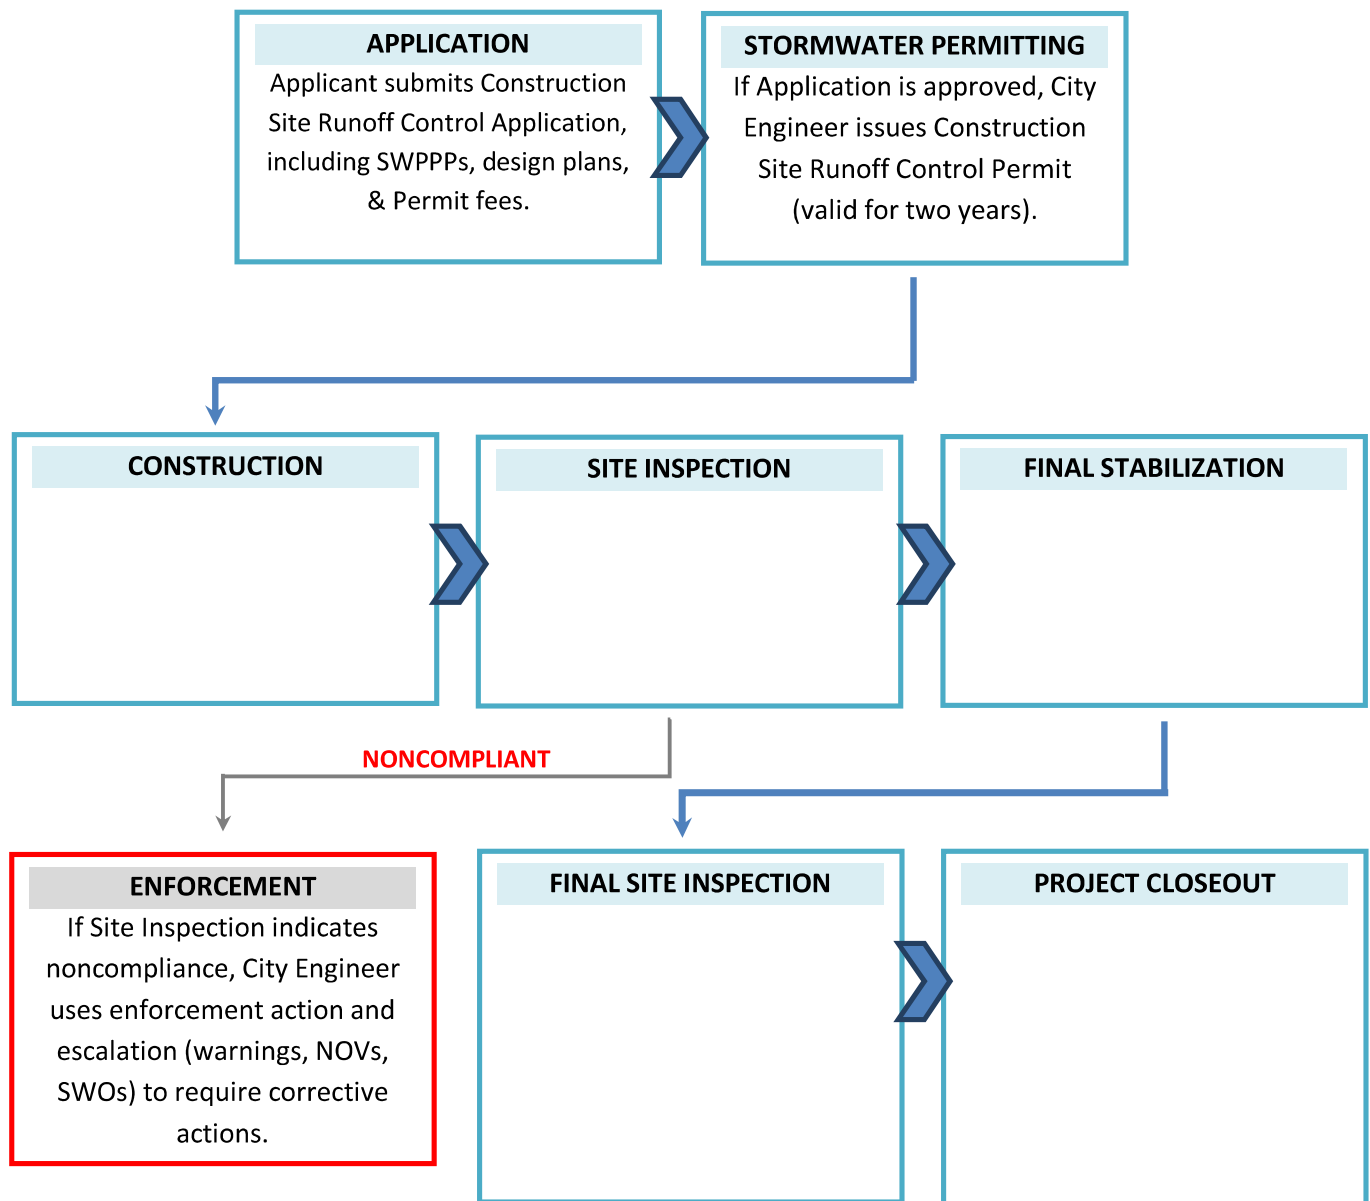 APPLICATION
Applicant submits Construction
Site Runoff Control Application,
including SWPPPs, design plans,
& Permit fees.
STORMWATER PERMITTING
If Application is approved, City
Engineer issues Construction
Site Runoff Control Permit
(valid for two years).
CONSTRUCTION
SITE INSPECTION
FINAL STABILIZATION
NONCOMPLIANT
ENFORCEMENT
If Site Inspection indicates
noncompliance, City Engineer
uses enforcement action and
escalation (warnings, NOVs,
SWOs) to require corrective
actions.
FINAL SITE INSPECTION
PROJECT CLOSEOUT